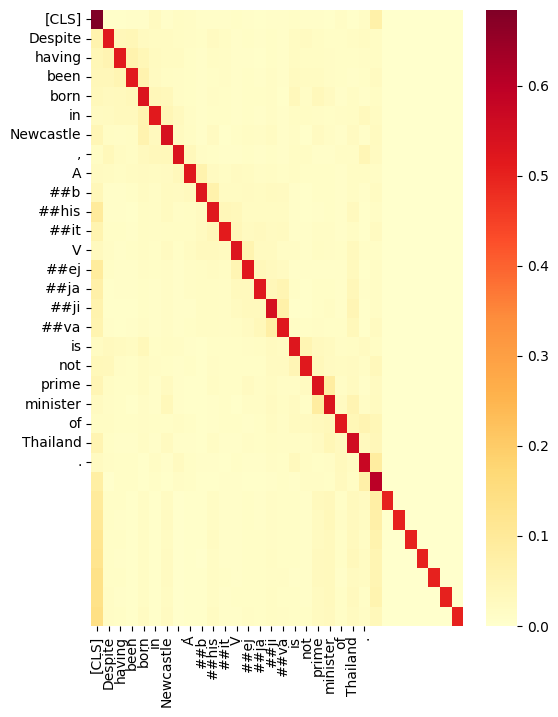 [CLS]
Despite
having
been
born
in
Newcastle
,
A
##b
##his
##it
V
##ej
##ja
##ji
##va
is
not
prime
minister
of
Thailand
.
[CLS]
Despite
having
been
born
in
Newcastle
,
A
##b
##his
##it
V
##ej
##ja
##ji
##va
is
not
prime
minister
of
Thailand
.
0.6
0.5
0.4
0.3
0.2
0.1
0.0